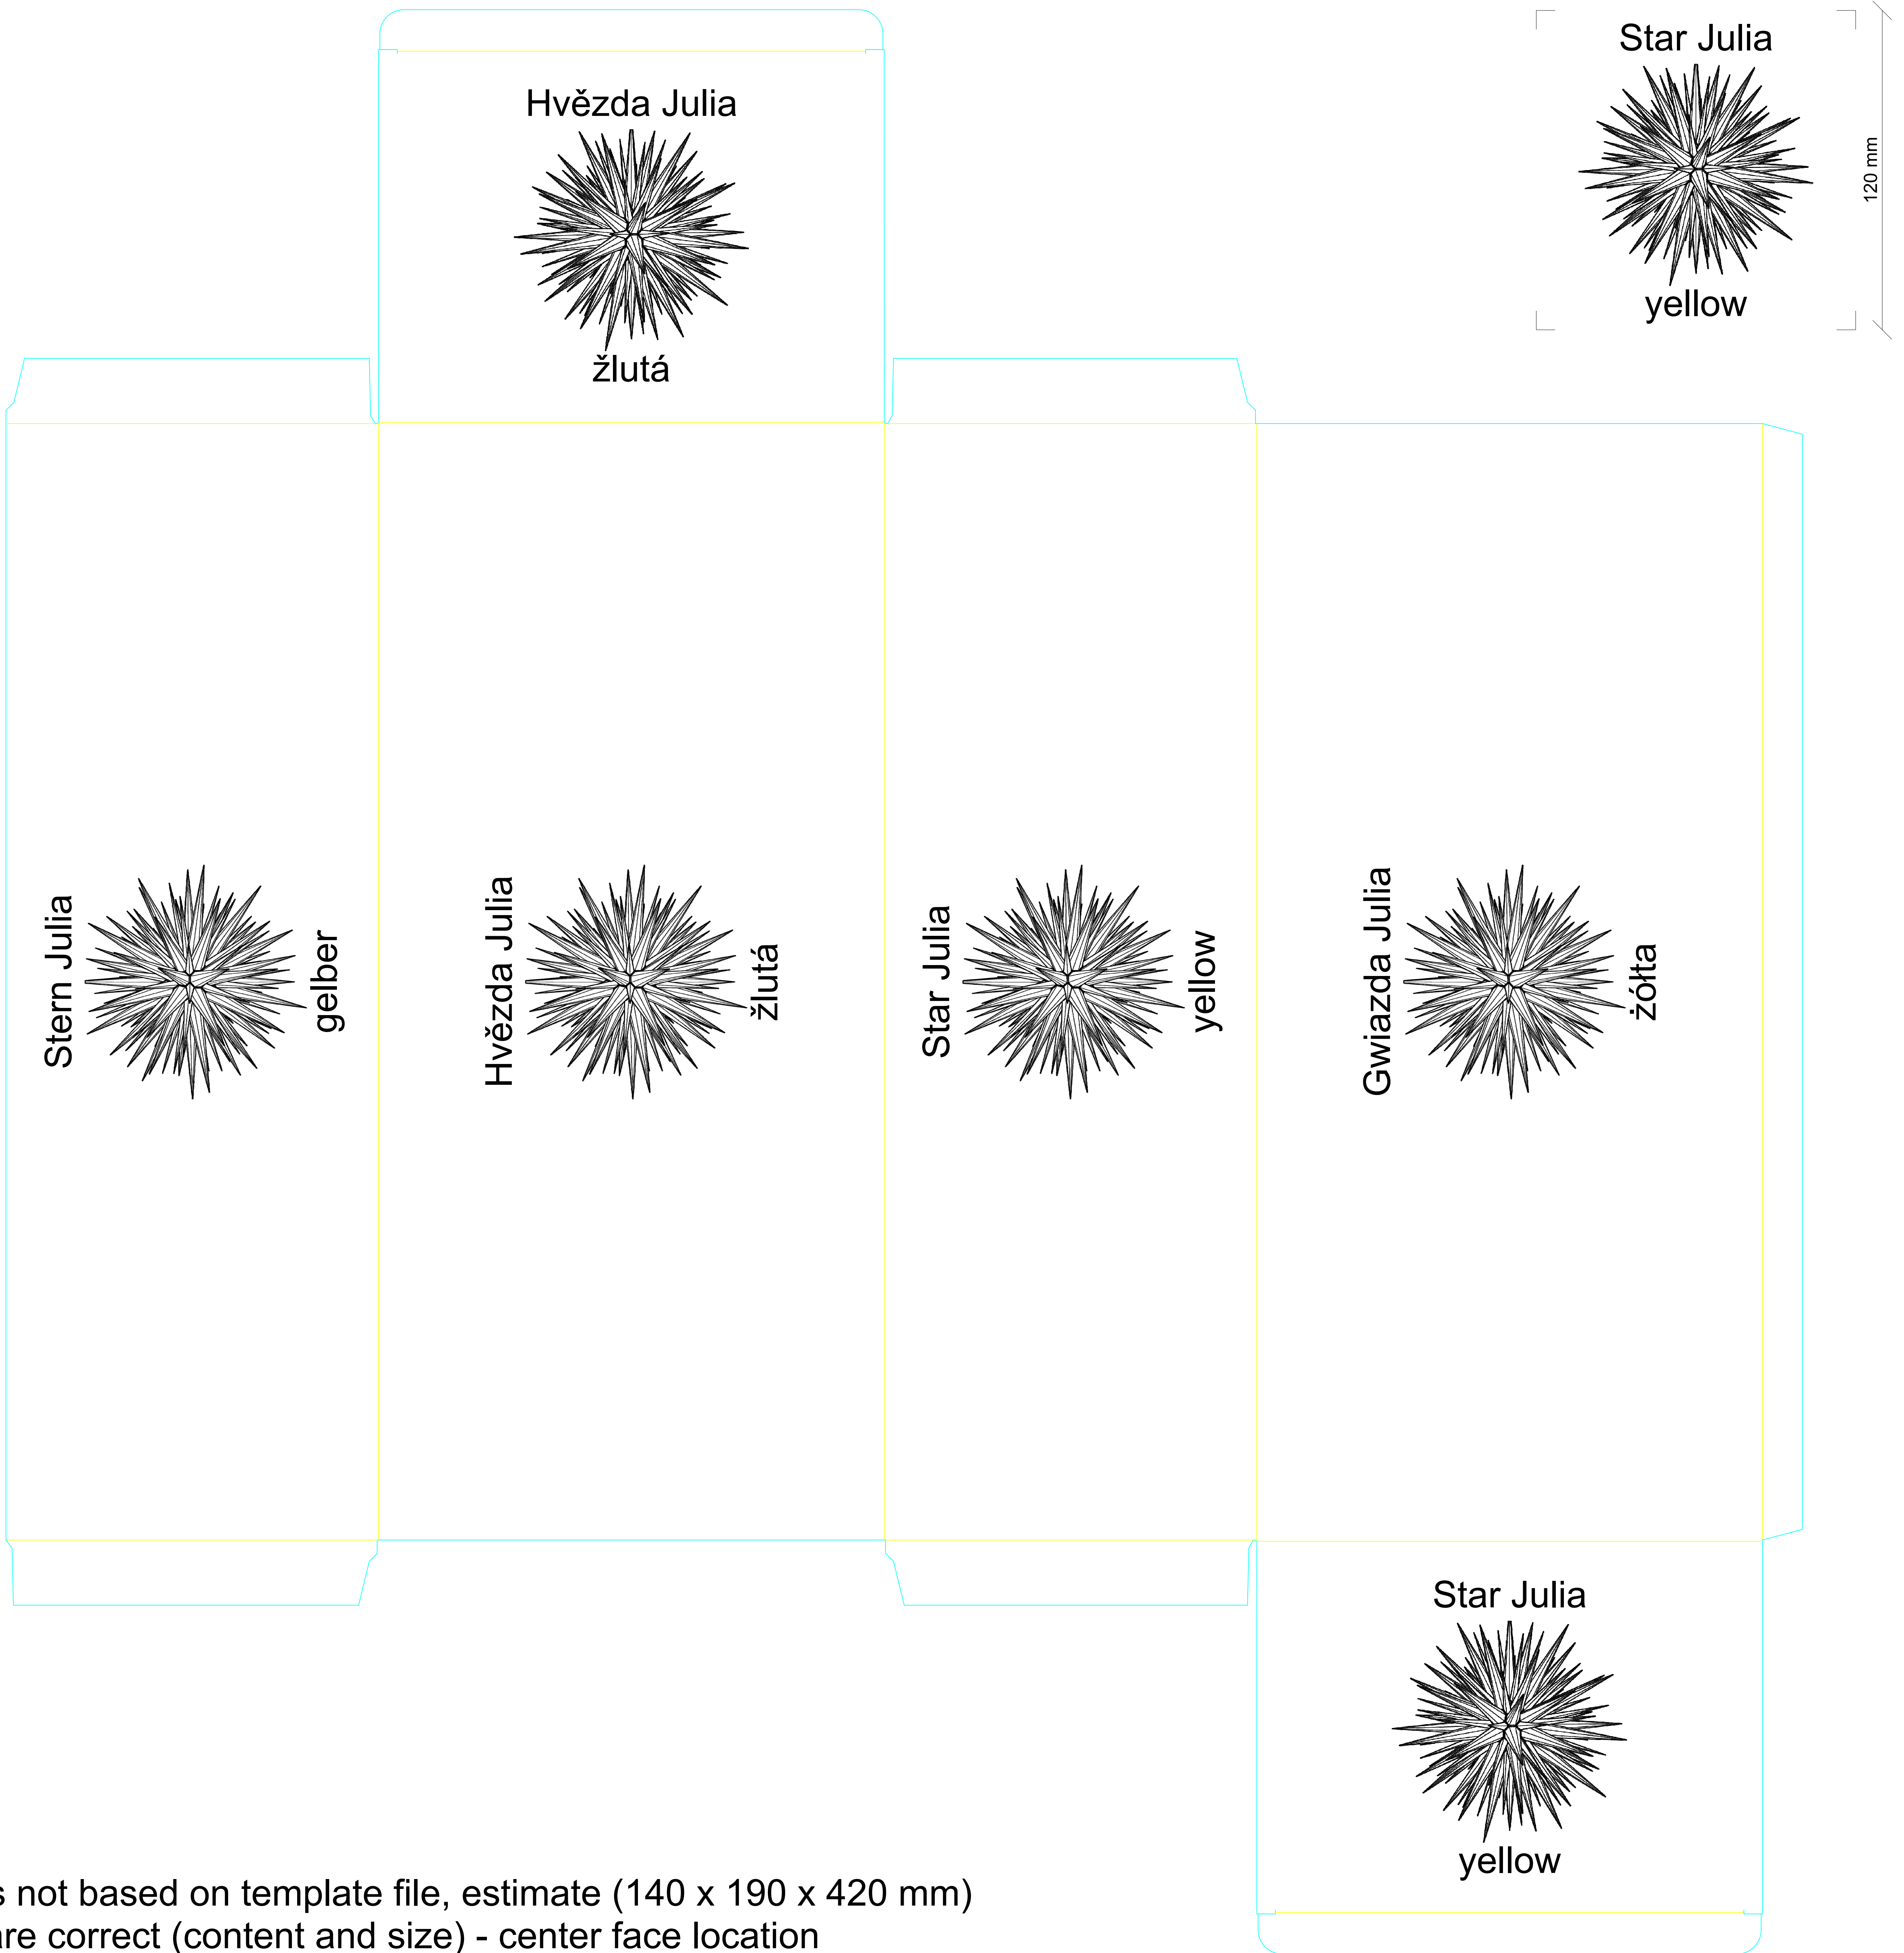 Star Julia
120 mm
yellow
Hvězda Julia
žlutá
Stern Julia
gelber
Hvězda Julia
žlutá
Star Julia
yellow
Gwiazda Julia
żółta
Star Julia
yellow
s not based on template file, estimate (140 x 190 x 420 mm)
are correct (content and size) - center face location